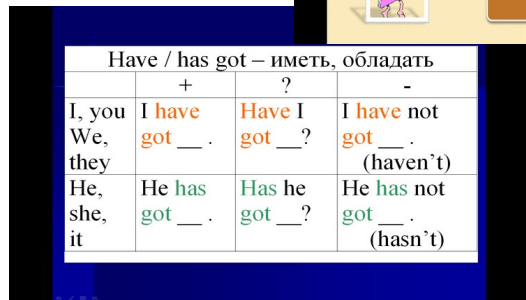 Have / has got – иметь, обладать
+ ? -
I, you I have Have I I have not
We, got __ . got __? got __ .
they (haven’t)
He, He has Has he He has not
she, got __ . got __? got __ .
it (hasn’t)